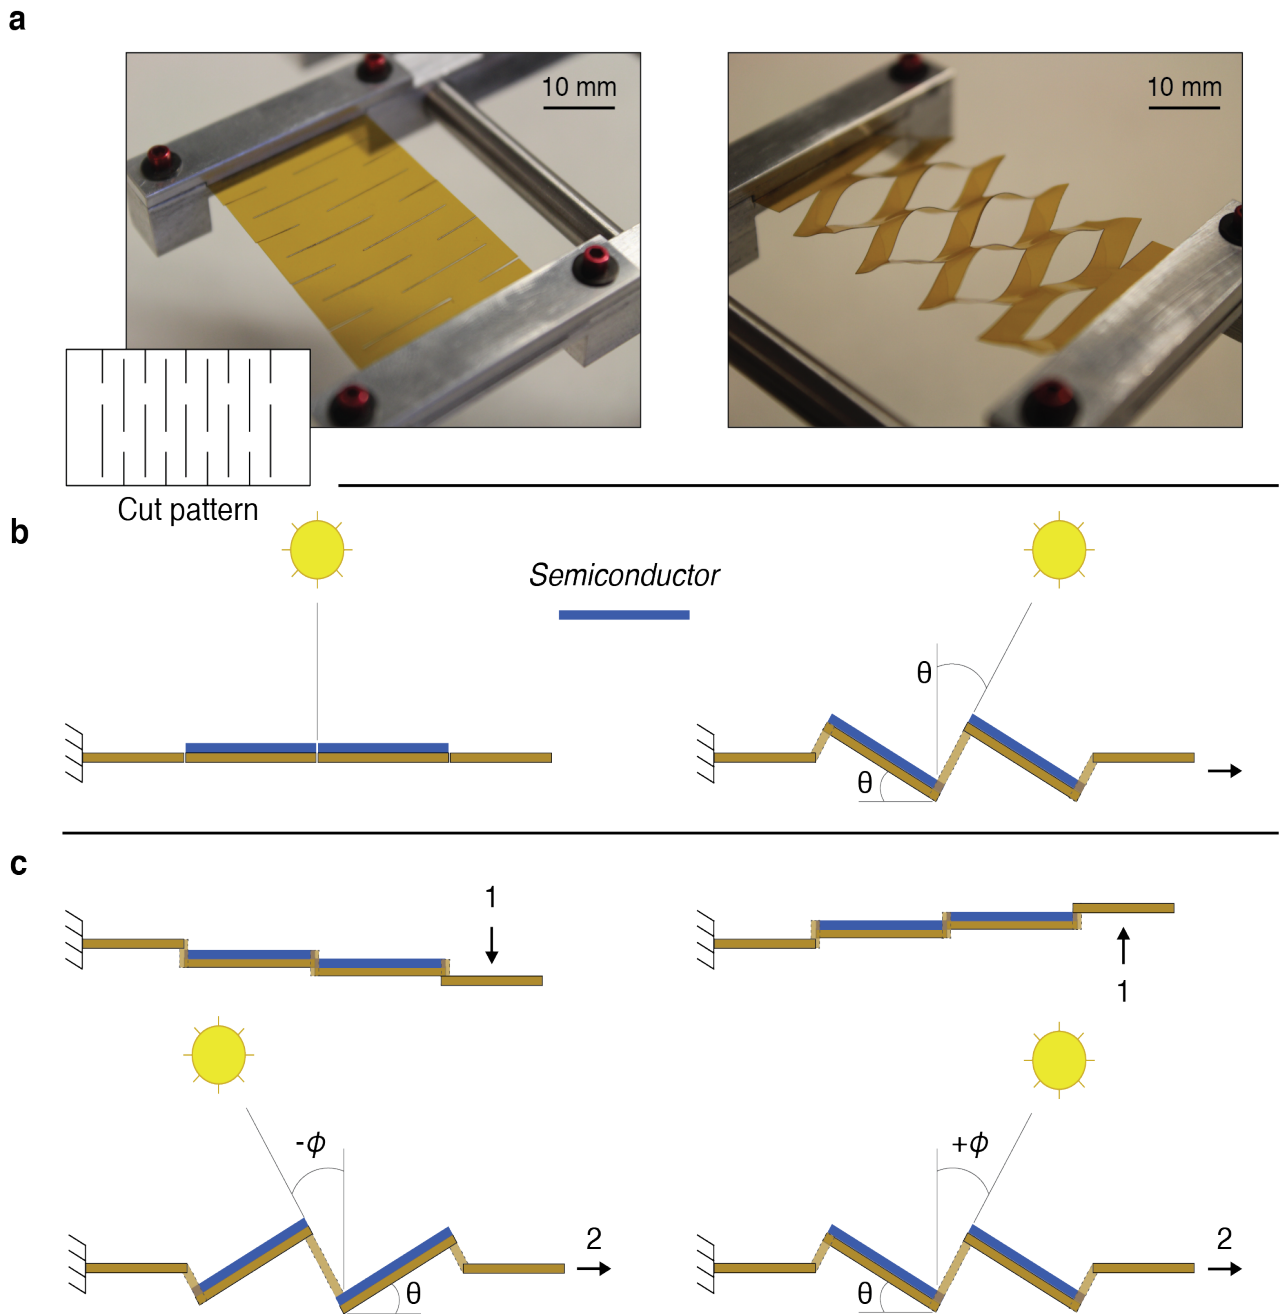 a
10 mm
10 mm
Cut pattern
b
Semiconductor
θ
θ
c
1
1
-ϕ
+ϕ
2
2
θ
θ